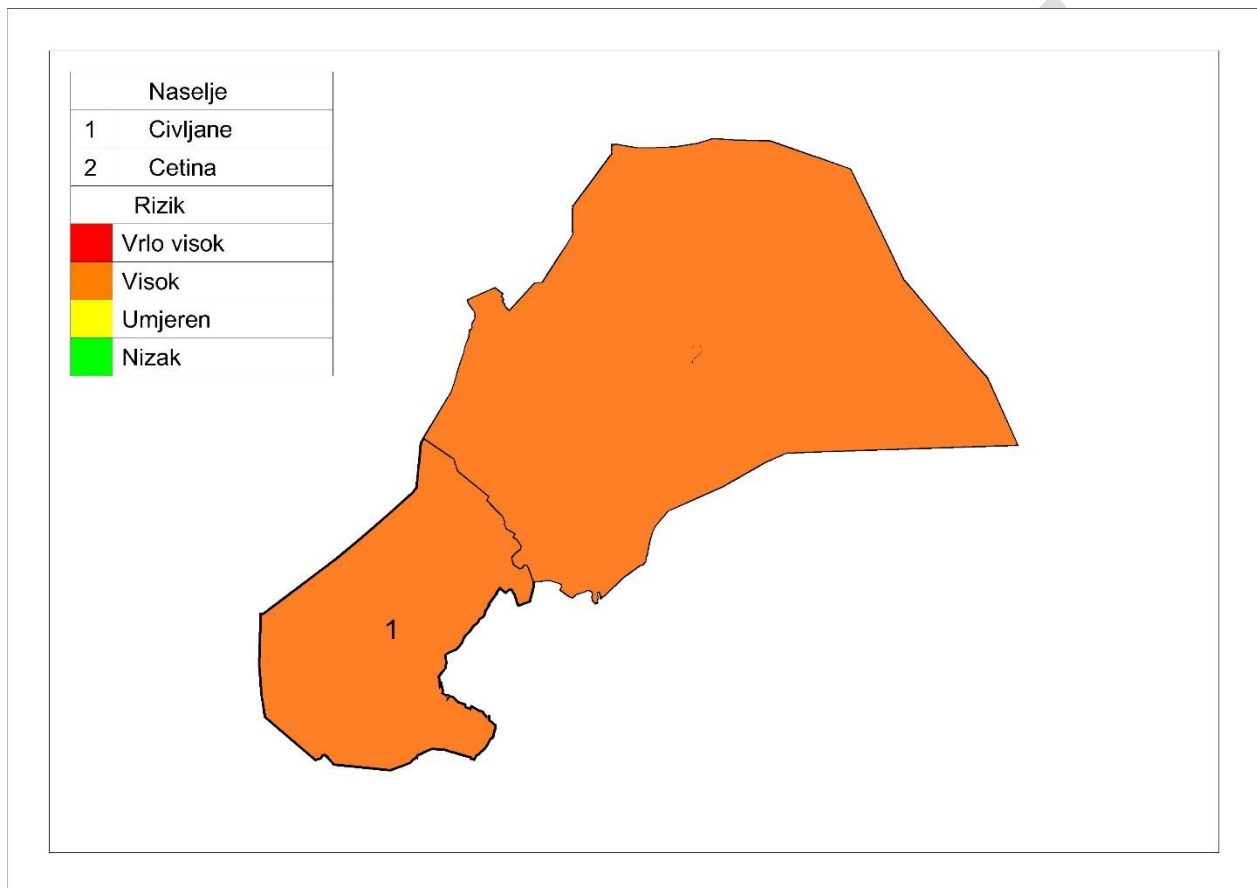 Naselje
1 Civljane
2 Cetina
Rizik
Vrlo visok
Visok
Umjeren
Nizak
2
1